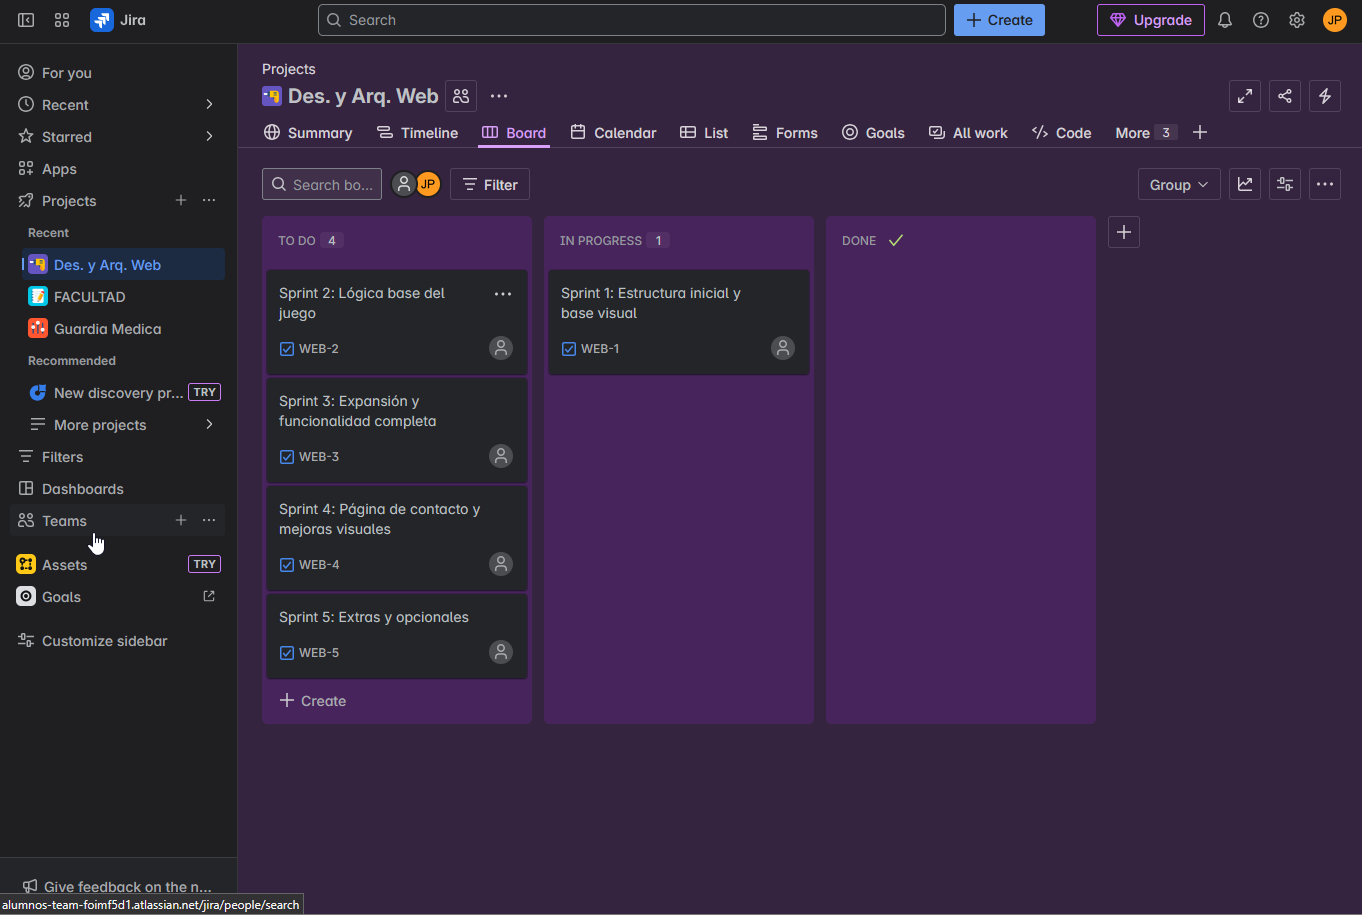 Jira
Search
Create
Upgrade
JP
For you
Recent
Starred
Apps
Projects
Recent
Des. y Arq. Web
FACULTAD
Guardia Medica
Recommended
New discovery pr... TRY
More projects
Filters
Dashboards
Teams
Assets TRY
Goals
Customize sidebar
Give feedback on the n...
alumnos-team-foimf5d1.atlassian.net/jira/people/search
Projects
Des. y Arq. Web
Summary Timeline Board Calendar List Forms Goals All work Code More 3
Search bo... JP Filter Group
TO DO 4
Sprint 2: Lógica base del
juego
WEB-2
Sprint 3: Expansión y
funcionalidad completa
WEB-3
Sprint 4: Página de contacto y
mejoras visuales
WEB-4
Sprint 5: Extras y opcionales
WEB-5
Create
IN PROGRESS 1
Sprint 1: Estructura inicial y
base visual
WEB-1
DONE